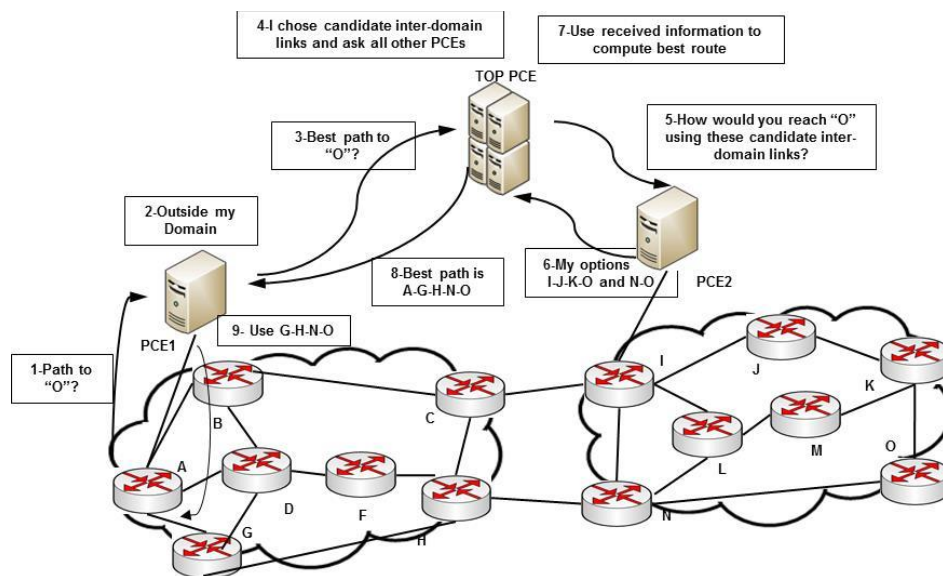 4-I chose candidate inter-domain
links and ask all other PCEs
7-Use received information to
compute best route
TOP PCE
3-Best path to
“O”?
5-How would you reach “O”
using these candidate inter-
domain links?
2-Outside my
Domain
8-Best path is
A-G-H-N-O
6-My options
I-J-K-O and N-O
PCE2
PCE1
9- Use G-H-N-O
1-Path to
“O”?
I
J
K
B
C
L
M
O
A
D
F
N
G
H